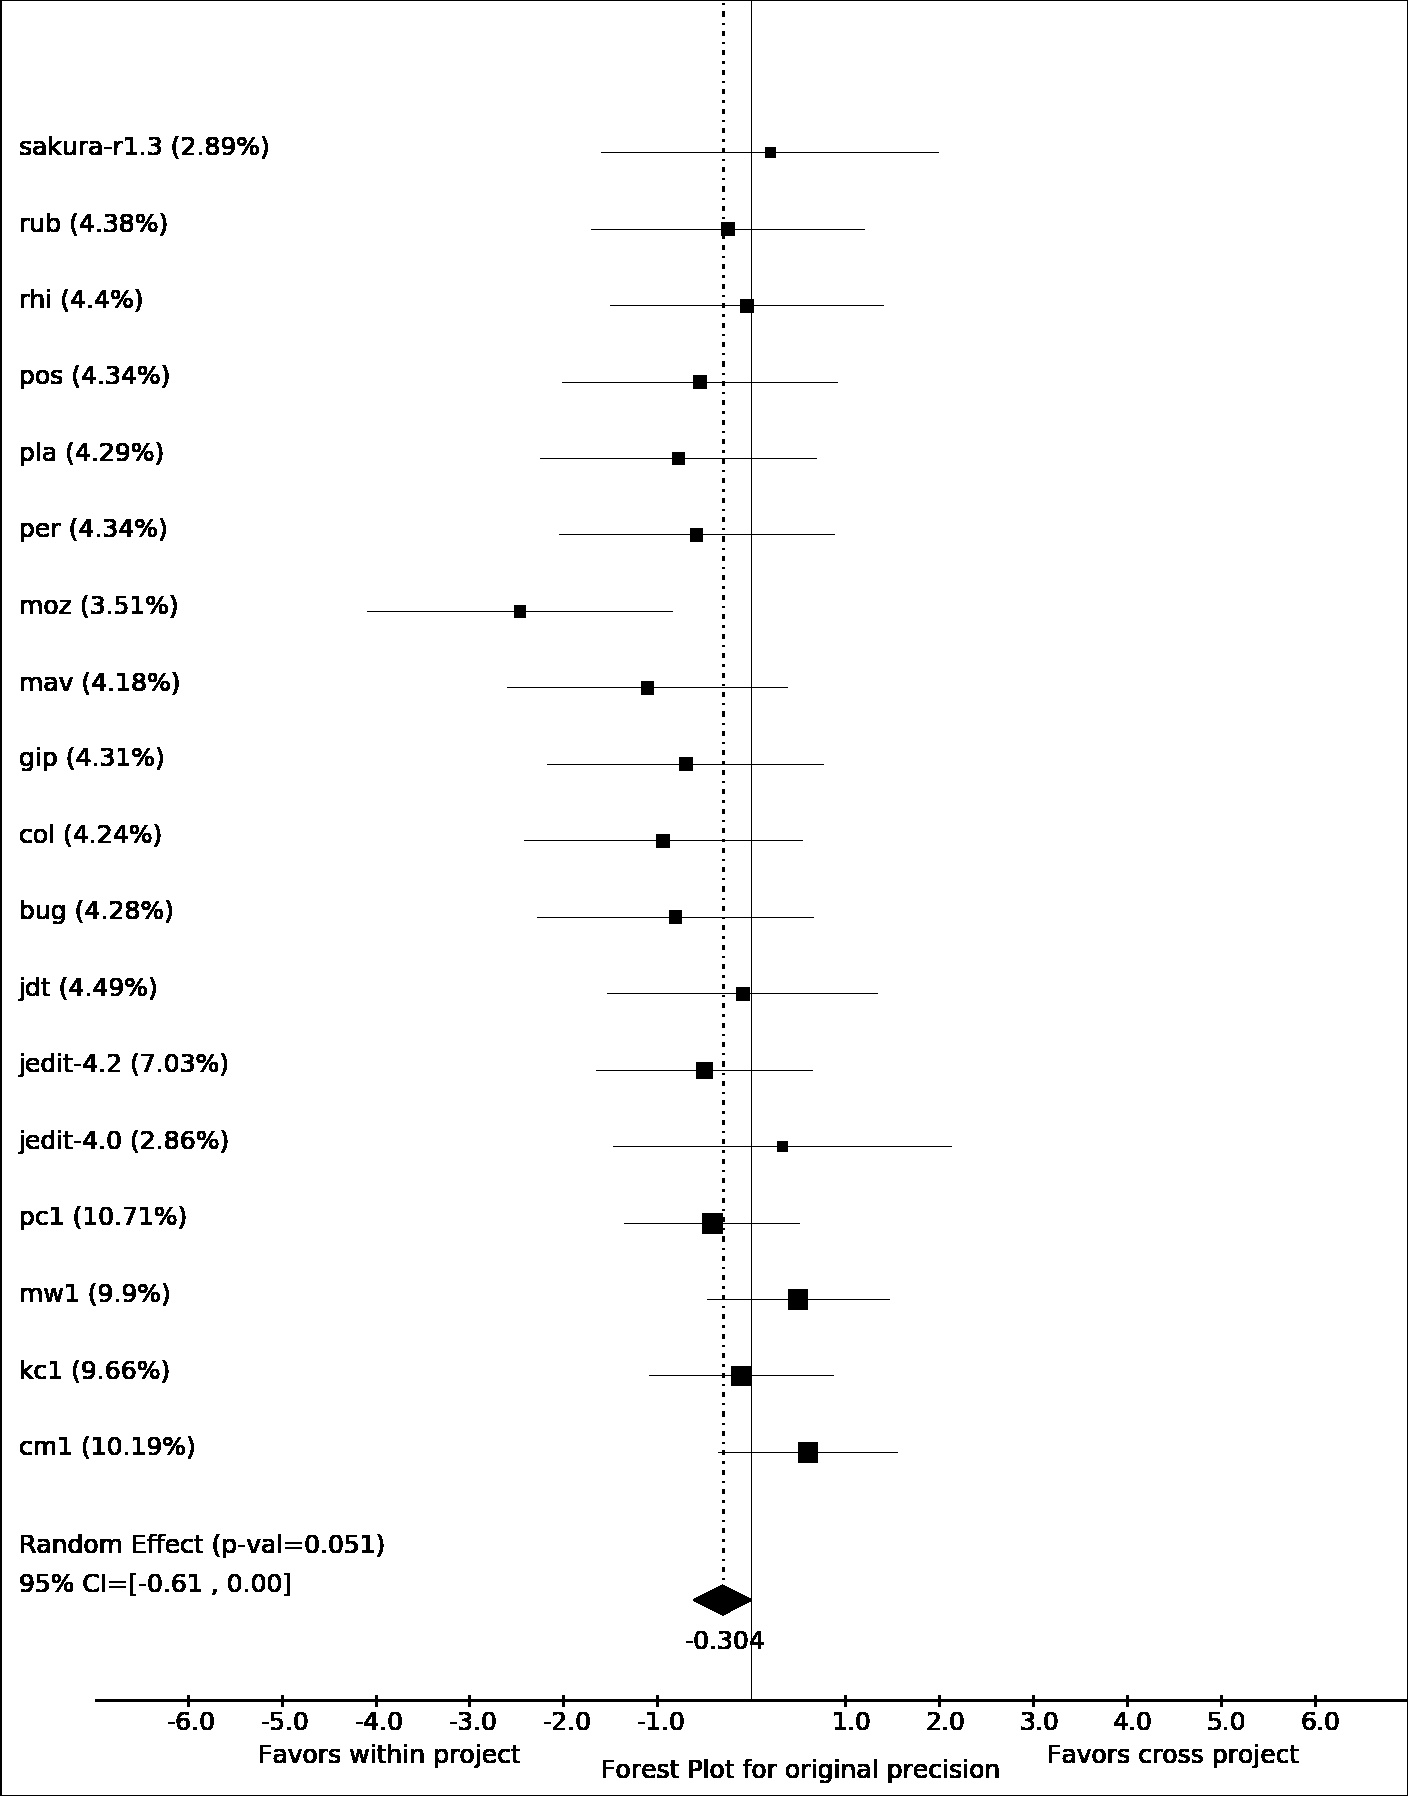 sakura-r1.3 (2.89%)
rub (4.38%)
rhi (4.4%)
pos (4.34%)
pla (4.29%)
per (4.34%)
moz (3.51%)
mav (4.18%)
gip (4.31%)
col (4.24%)
bug (4.28%)
jdt (4.49%)
jedit-4.2 (7.03%)
jedit-4.0 (2.86%)
pc1 (10.71%)
mw1 (9.9%)
kc1 (9.66%)
cm1 (10.19%)
Random Effect (p-val=0.051)
95% CI=[-0.61 , 0.00]
-0.304
-6.0 -5.0 -4.0 -3.0 -2.0 -1.0 1.0 2.0 3.0 4.0 5.0 6.0
Favors within project Favors cross project
Forest Plot for original precision